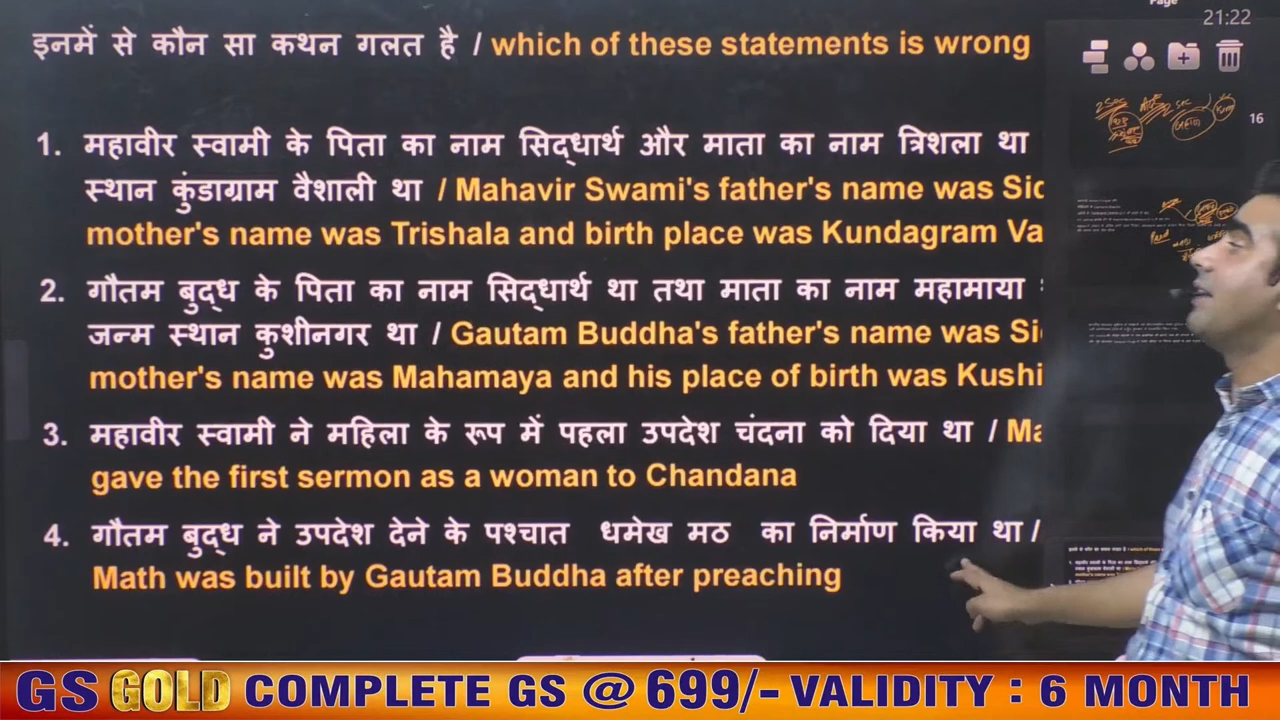 Page
21:22
इनमें से कौन सा कथन गलत है / which of these statements is wrong
16
1. महावीर स्वामी के पिता का नाम सिद्धार्थ और माता का नाम त्रिशला था
स्थान कुंडाग्राम वैशाली था / Mahavir Swami's father's name was Sid
mother's name was Trishala and birth place was Kundagram Va
2. गौतम बुद्ध के पिता का नाम सिद्धार्थ था तथा माता का नाम महामाया
जन्म स्थान कुशीनगर था / Gautam Buddha's father's name was Si
mother's name was Mahamaya and his place of birth was Kushi
3. महावीर स्वामी ने महिला के रूप में पहला उपदेश चंदना को दिया था / Ma
gave the first sermon as a woman to Chandana
4. गौतम बुद्ध ने उपदेश देने के पश्चात धमेख मठ का निर्माण किया था/
Math was built by Gautam Buddha after preaching
GS GOLD COMPLETE GS @ 699/- VALIDITY : 6 MONTH